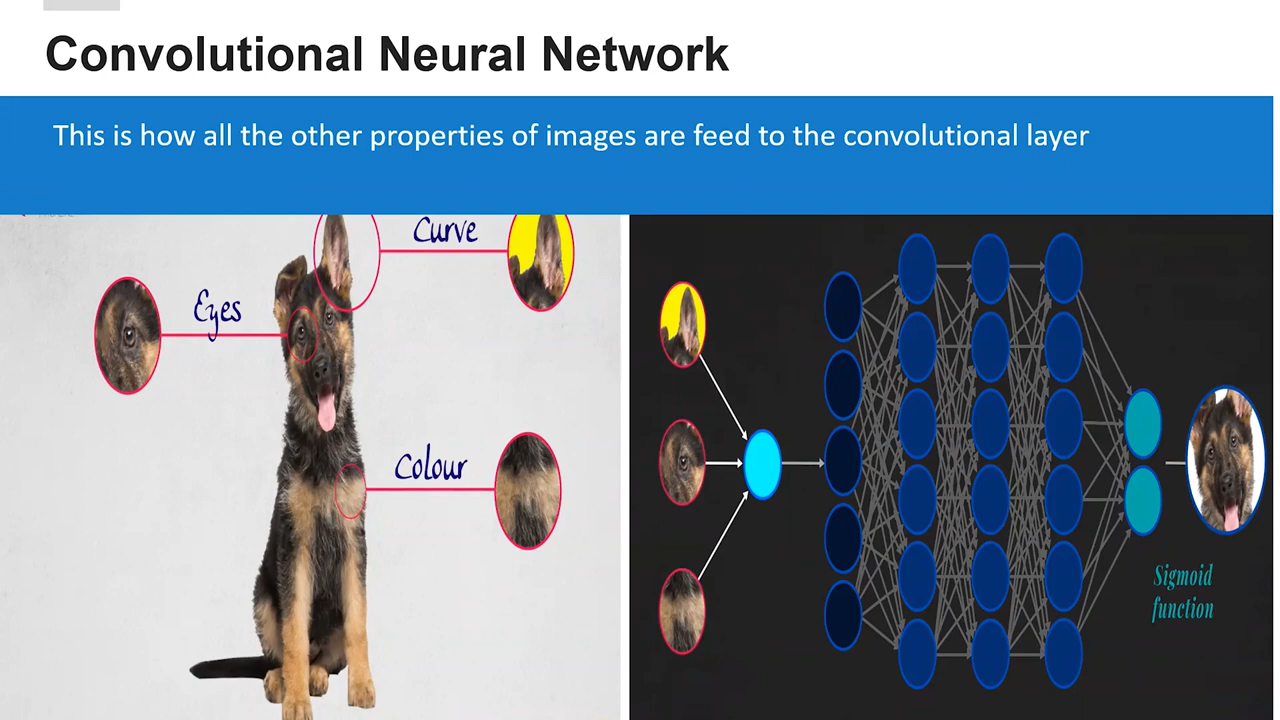 Convolutional Neural Network
This is how all the other properties of images are feed to the convolutional layer
Curve
Eyes
Colour
Sigmoid
function